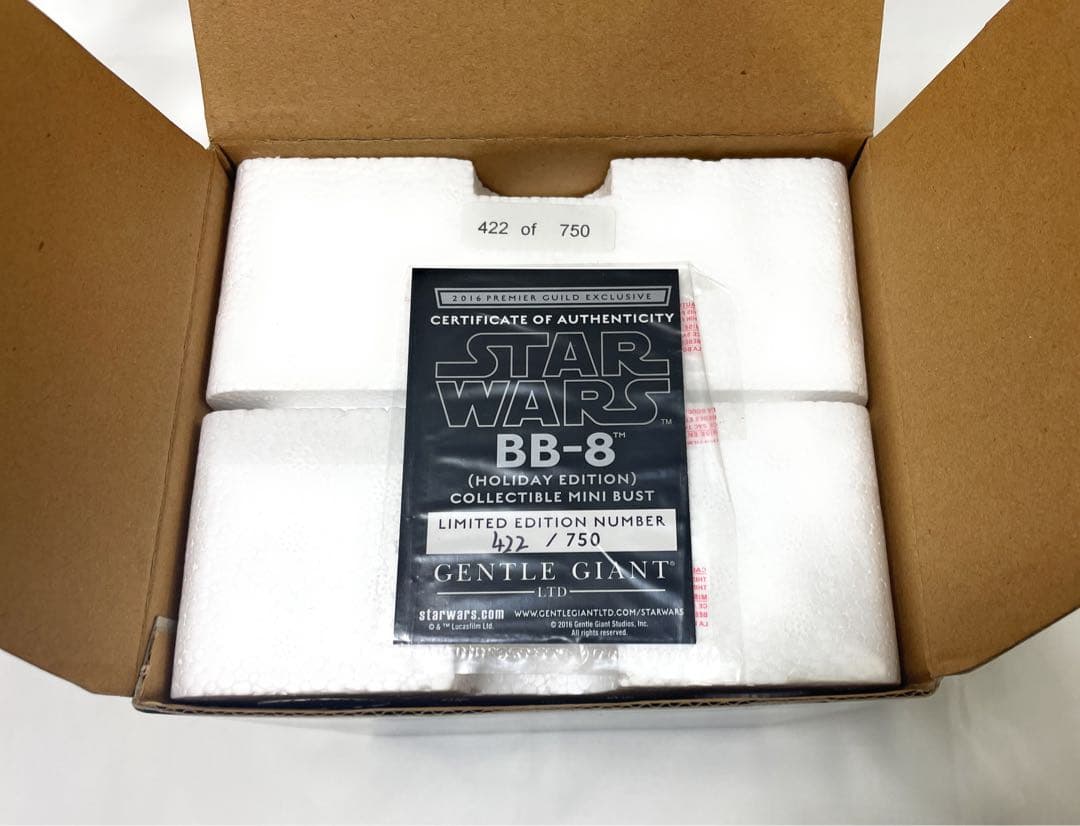 422 of 750
2016 PREMIER GUILD EXCLUSIVE
CERTIFICATE OF AUTHENTICITY
STAR
WARS™
BB-8™
(HOLIDAY EDITION)
COLLECTIBLE MINI BUST
LIMITED EDITION NUMBER
422 / 750
GENTLE GIANT®
LTD
starwars.com WWW.GENTLEGIANTLTD.COM/STARWARS
© & ™ Lucasfilm Ltd. © 2016 Gentle Giant Studios, Inc.
All rights reserved.